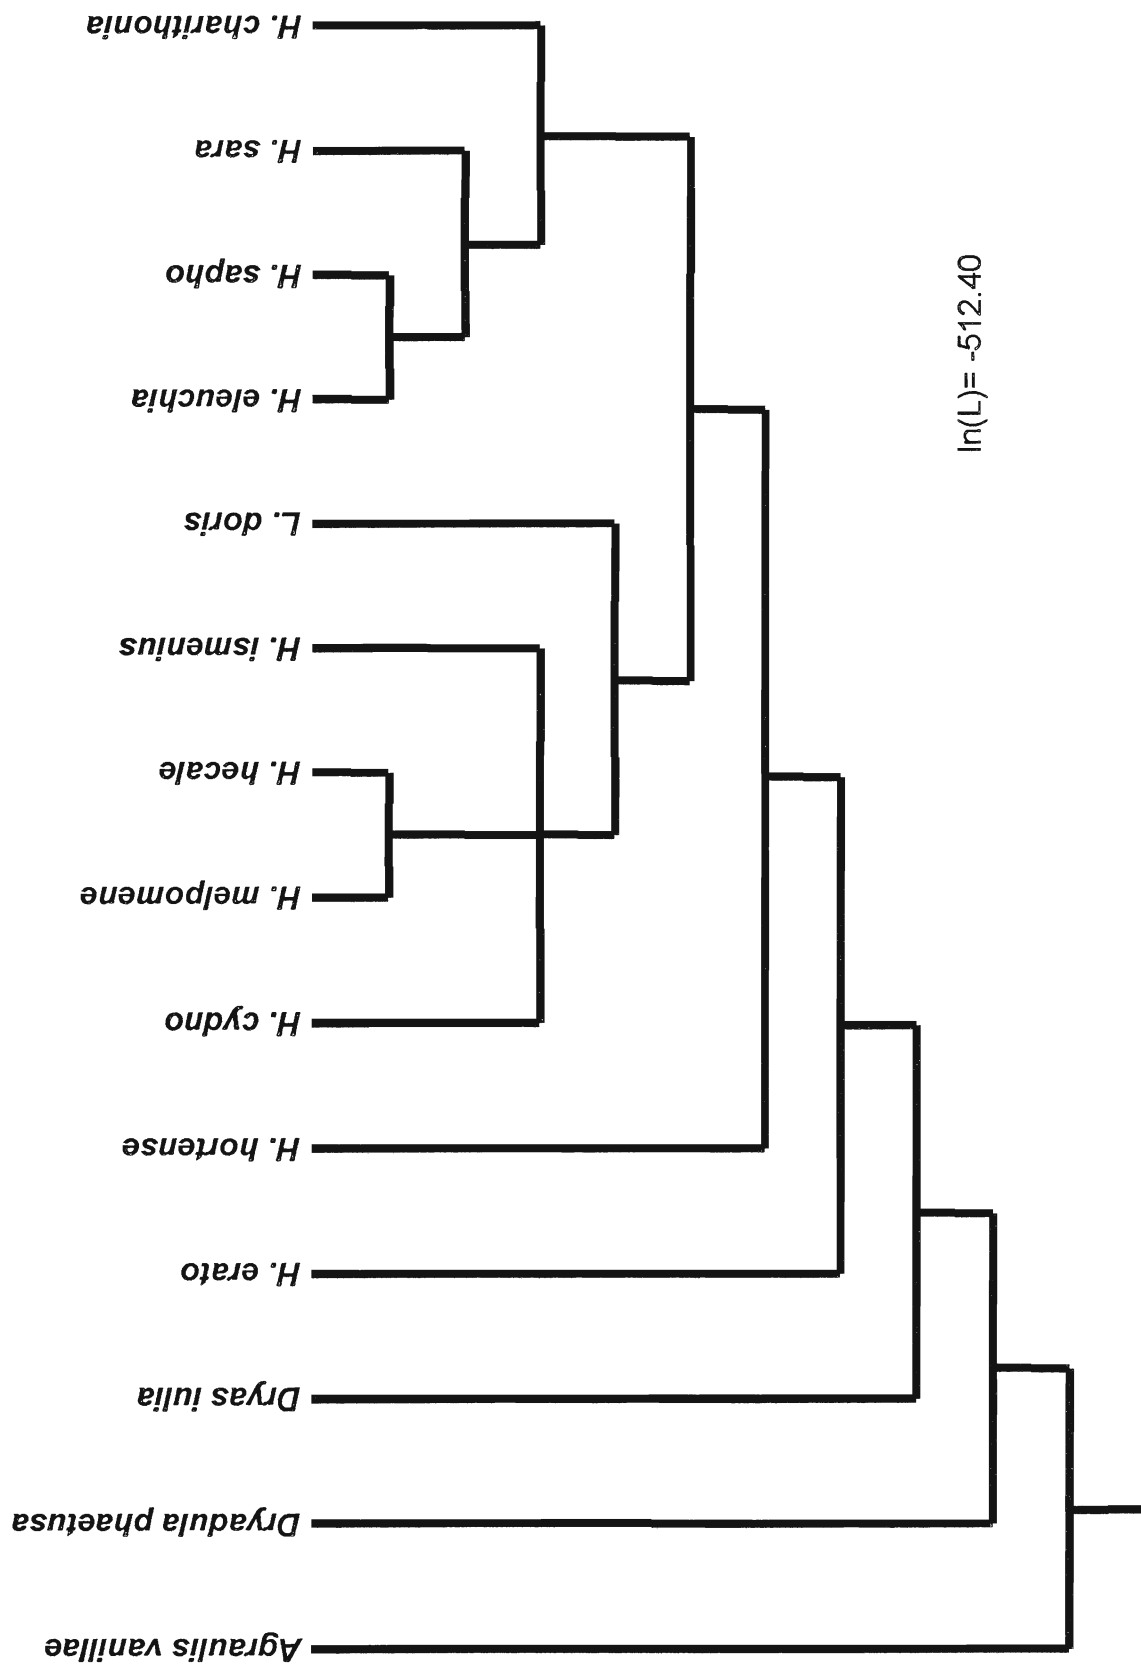 H. charithonia
H. sara
H. sapho
H. eleuchia
L. doris
H. ismenius
H. hecale
H. melpomene
H. cydno
H. hortense
H. erato
Dryas iulia
Dryadula phaetusa
Agraulis vanillae
ln(L)= -512.40